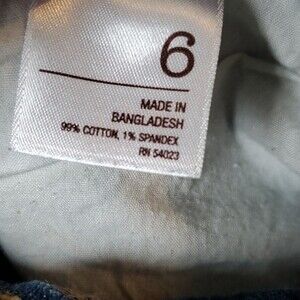 6
MADE IN
BANGLADESH
99% COTTON, 1% SPANDEX
RN 54023